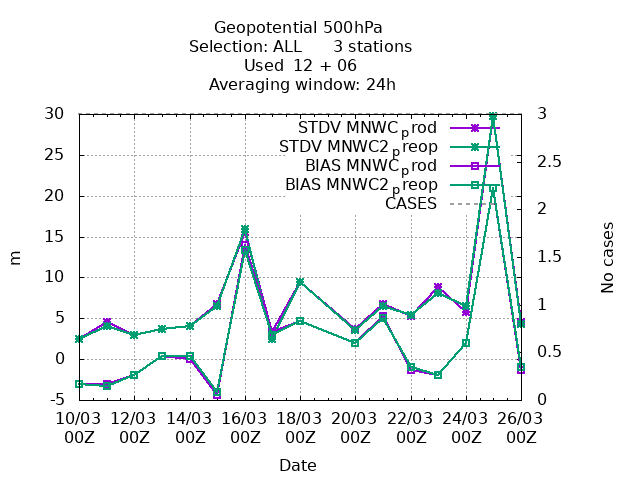 Geopotential 500hPa
Selection: ALL 3 stations
Used 12 + 06
Averaging window: 24h
30 3
STDV MNWC_prod
STDV MNWC2_preop
BIAS MNWC_prod
BIAS MNWC2_preop
CASES
25
20
15
10
5
0
-5
m
2.5
2
1.5
1
0.5
0
No cases
10/03 12/03 14/03 16/03 18/03 20/03 22/03 24/03 26/03
00Z 00Z 00Z 00Z 00Z 00Z 00Z 00Z 00Z
Date